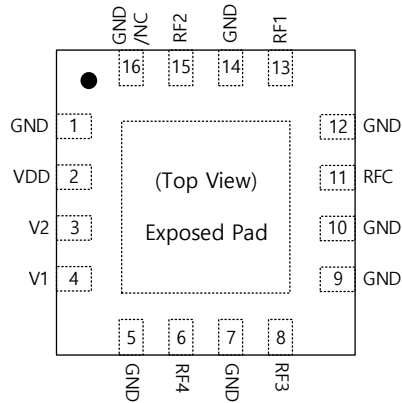 GND
/NC
RF2
GND
RF1
16
15
14
13
GND
1
VDD
2
V2
3
V1
4
(Top View)
Exposed Pad
12
GND
11
RFC
10
GND
9
GND
5
6
7
8
GND
RF4
GND
RF3